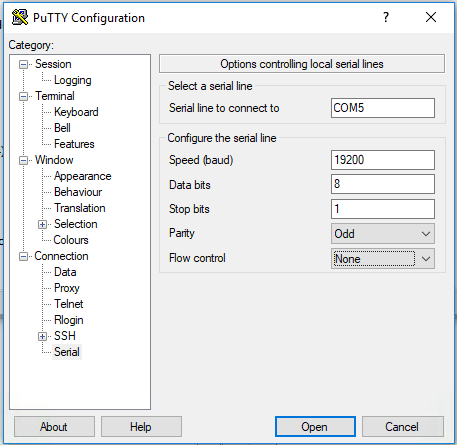 PuTTY Configuration
?
Category:
Session
Logging
Terminal
Keyboard
Bell
Features
Window
Appearance
Behaviour
Translation
Selection
Colours
Connection
Data
Proxy
Telnet
Rlogin
SSH
Serial
Options controlling local serial lines
Select a serial line
Serial line to connect to COM5
Configure the serial line
Speed (baud) 19200
Data bits 8
Stop bits 1
Parity Odd
Flow control None
About Help Open Cancel